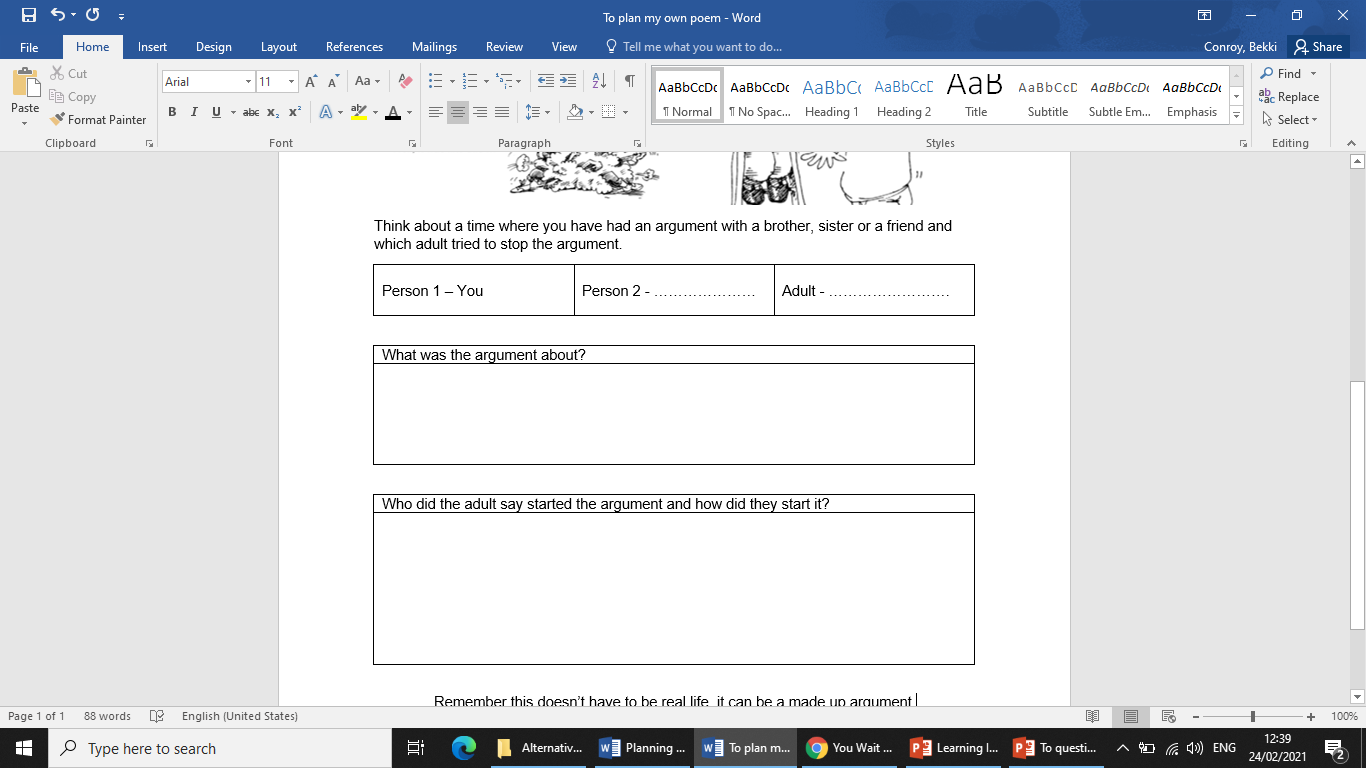 To plan my own poem - Word
Conroy, Bekki
Share
File
Home
Insert
Design
Layout
References
Mailings
Review
View
Tell me what you want to do...
Paste
Cut
Copy
Format Painter
Arial
11
Aa
B I U abc x₂ x²
AaBbCcDc
¶ Normal
AaBbCcDc
¶ No Spac...
AaBbCc
Heading 1
AaBbCcD
Heading 2
AaB
Title
AaBbCcD
Subtitle
AaBbCcDc
Subtle Em...
AaBbCcDc
Emphasis
Find
Replace
Select
Clipboard
Font
Paragraph
Styles
Editing
Think about a time where you have had an argument with a brother, sister or a friend and
which adult tried to stop the argument.
Person 1 – You
Person 2 - …………………
Adult - …………………….
What was the argument about?
Who did the adult say started the argument and how did they start it?
Remember this doesn't have to be real life, it can be a made up argument.
Page 1 of 1
88 words
English (United States)
100%
Type here to search
Alternativ...
Planning ...
To plan m...
You Wait ...
Learning I...
To questi...
ENG
12:39
24/02/2021
2